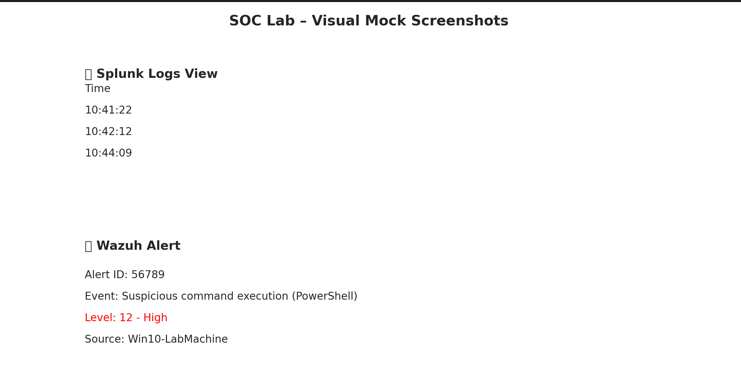 SOC Lab – Visual Mock Screenshots
Splunk Logs View
Time
10:41:22
10:42:12
10:44:09
Wazuh Alert
Alert ID: 56789
Event: Suspicious command execution (PowerShell)
Level: 12 - High
Source: Win10-LabMachine